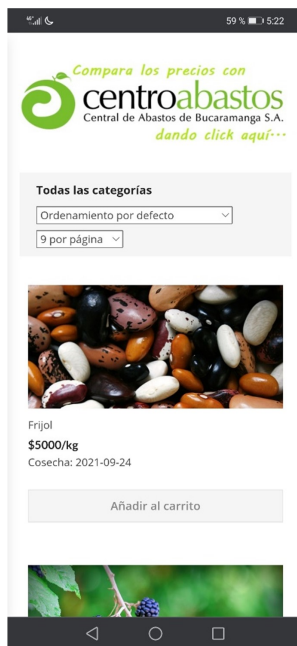 59 % 5:22
Compara los precios con
centroabastos
Central de Abastos de Bucaramanga S.A.
dando click aquí...
Todas las categorías
Ordenamiento por defecto
9 por página
Frijol
$5000/kg
Cosecha: 2021-09-24
Añadir al carrito